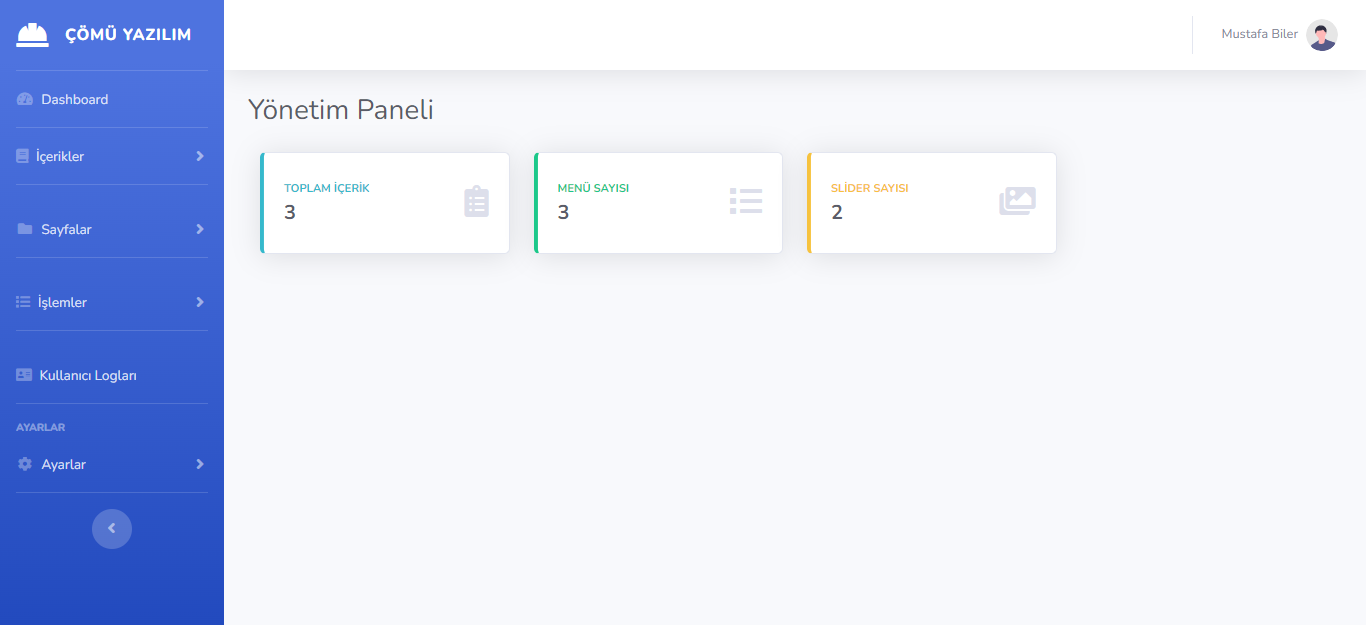 ÇÖMÜ YAZILIM
Mustafa Biler
Dashboard
İçerikler
Sayfalar
İşlemler
Kullanıcı Logları
AYARLAR
Ayarlar
Yönetim Paneli
TOPLAM İÇERİK
3
MENÜ SAYISI
3
SLİDER SAYISI
2